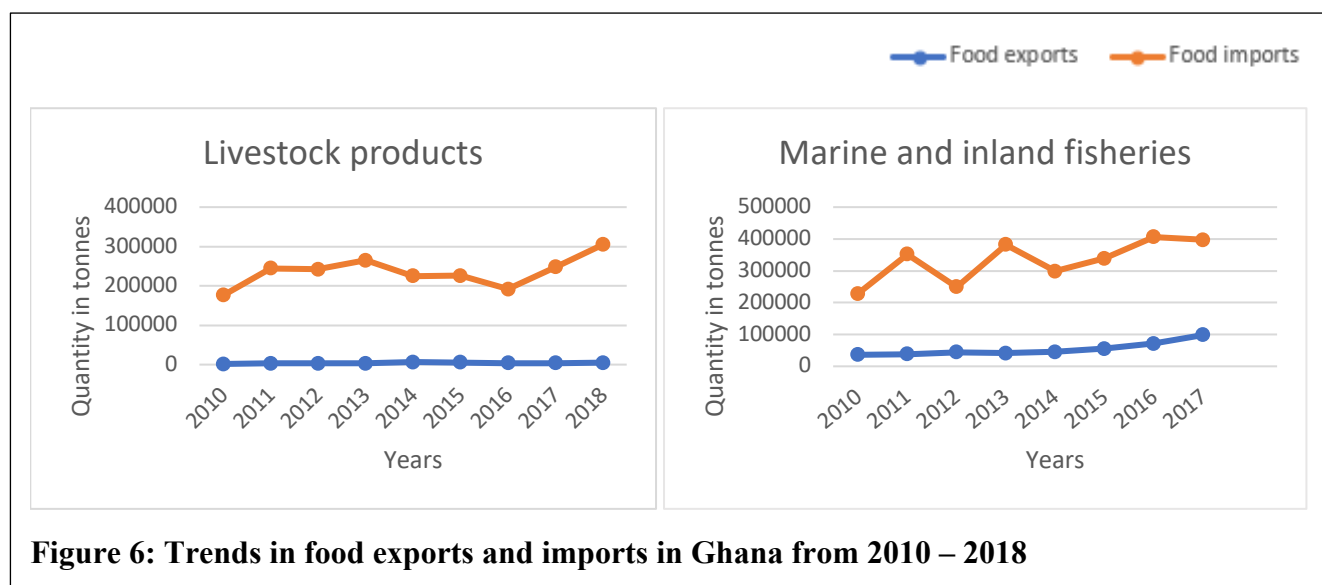 Food exports Food imports
Livestock products
Quantity in tonnes
400000
300000
200000
100000
0
2010 2011 2012 2013 2014 2015 2016 2017 2018
Years
Marine and inland fisheries
Quantity in tonnes
500000
400000
300000
200000
100000
0
2010 2011 2012 2013 2014 2015 2016 2017
Years
Figure 6: Trends in food exports and imports in Ghana from 2010 – 2018